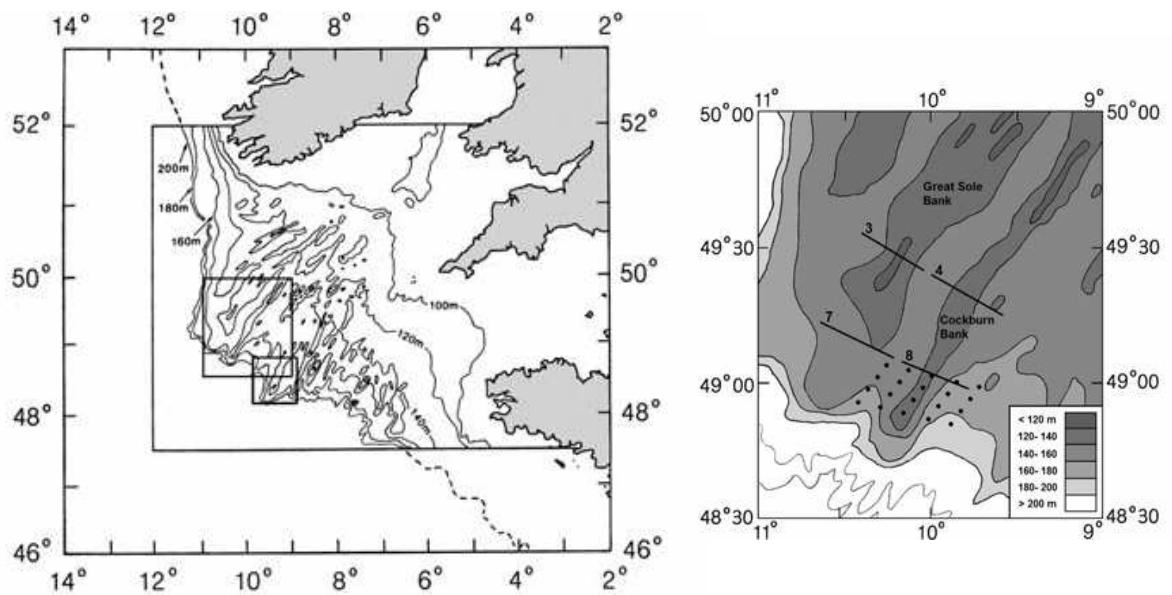 14° 12° 10° 8° 6° 4° 2°
52° 52°
200m
180m
160m
50° 50°
100m
120m
48° 48°
140m
46° 46°
14° 12° 10° 8° 6° 4° 2°
11° 10° 9°
50°00 50°00
Great Sole
Bank
3
49°30 49°30
4
7
Cockburn
Bank
8
49°00 49°00
< 120 m
120-140
140-160
160-180
180-200
> 200 m
48°30 48°30
11° 10° 9°